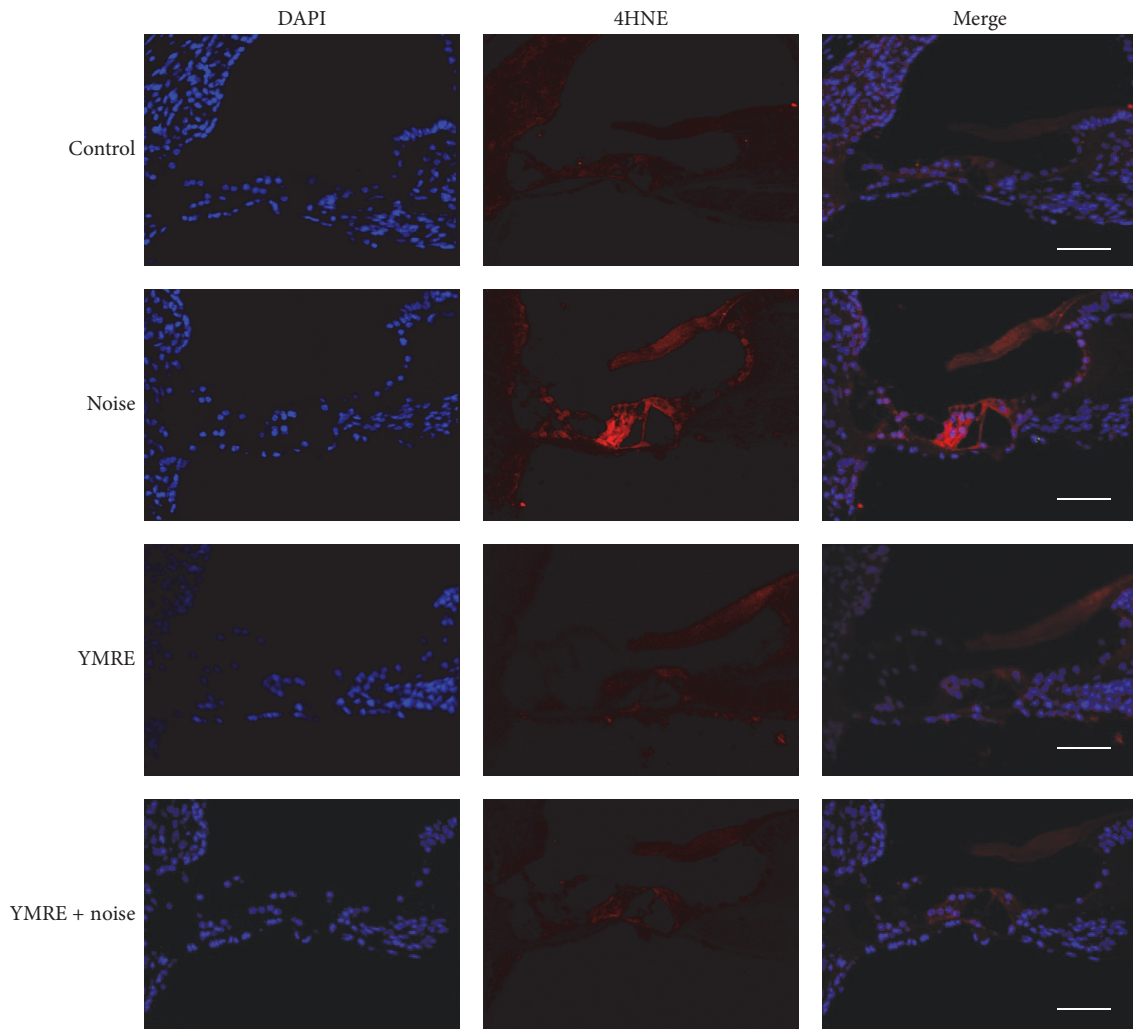 DAPI 4HNE Merge
Control
Noise
YMRE
YMRE + noise